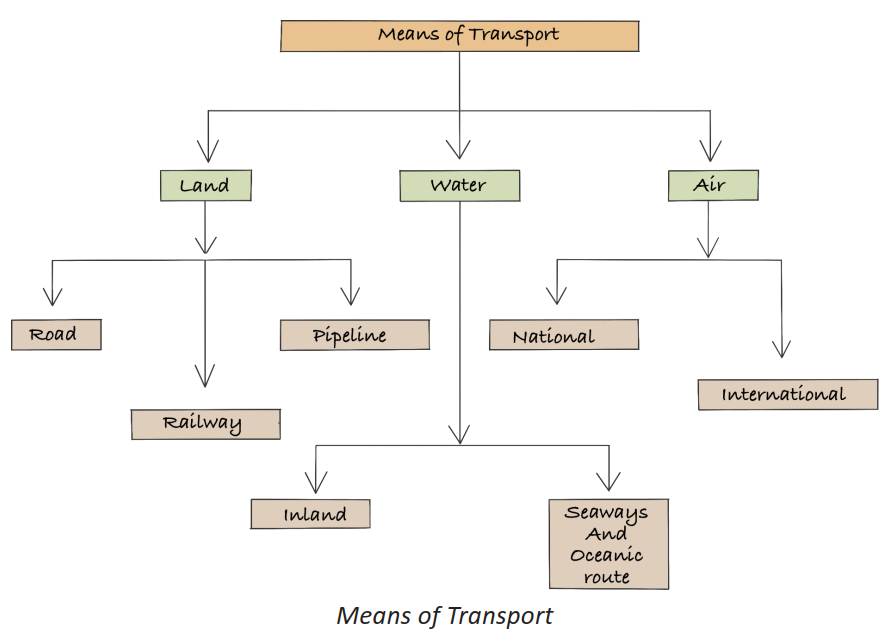 Means of Transport
Land
Water
Air
Road
Pipeline
National
International
Railway
Inland
Seaways
And
Oceanic
route
Means of Transport